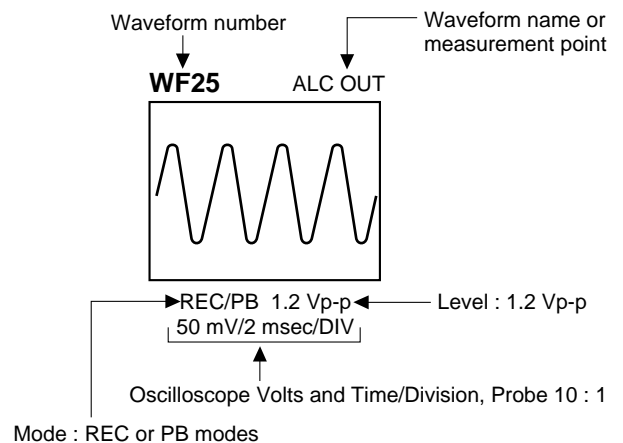 Waveform number
Waveform name or
measurement point
WF25 ALC OUT
REC/PB 1.2 Vp-p
Level : 1.2 Vp-p
50 mV/2 msec/DIV
Oscilloscope Volts and Time/Division, Probe 10 : 1
Mode : REC or PB modes